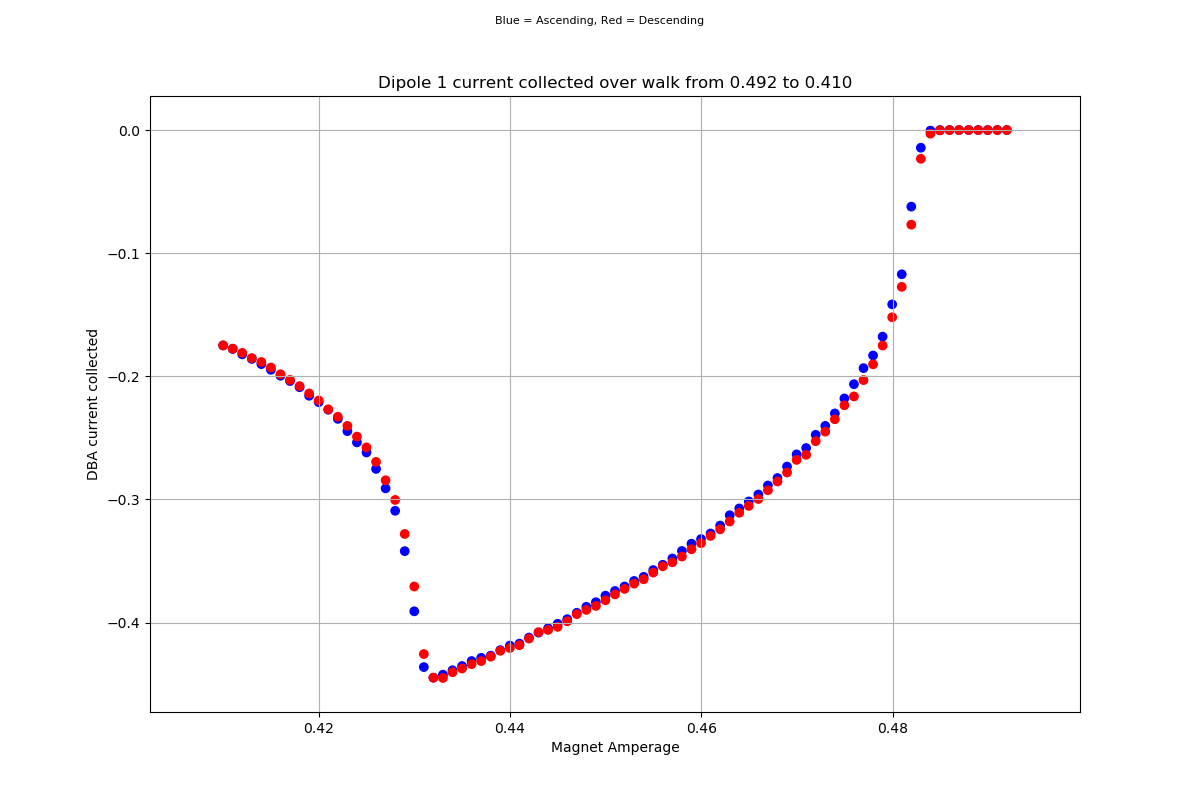 Blue = Ascending, Red = Descending
Dipole 1 current collected over walk from 0.492 to 0.410
DBA current collected
0.0
−0.1
−0.2
−0.3
−0.4
0.42 0.44 0.46 0.48
Magnet Amperage